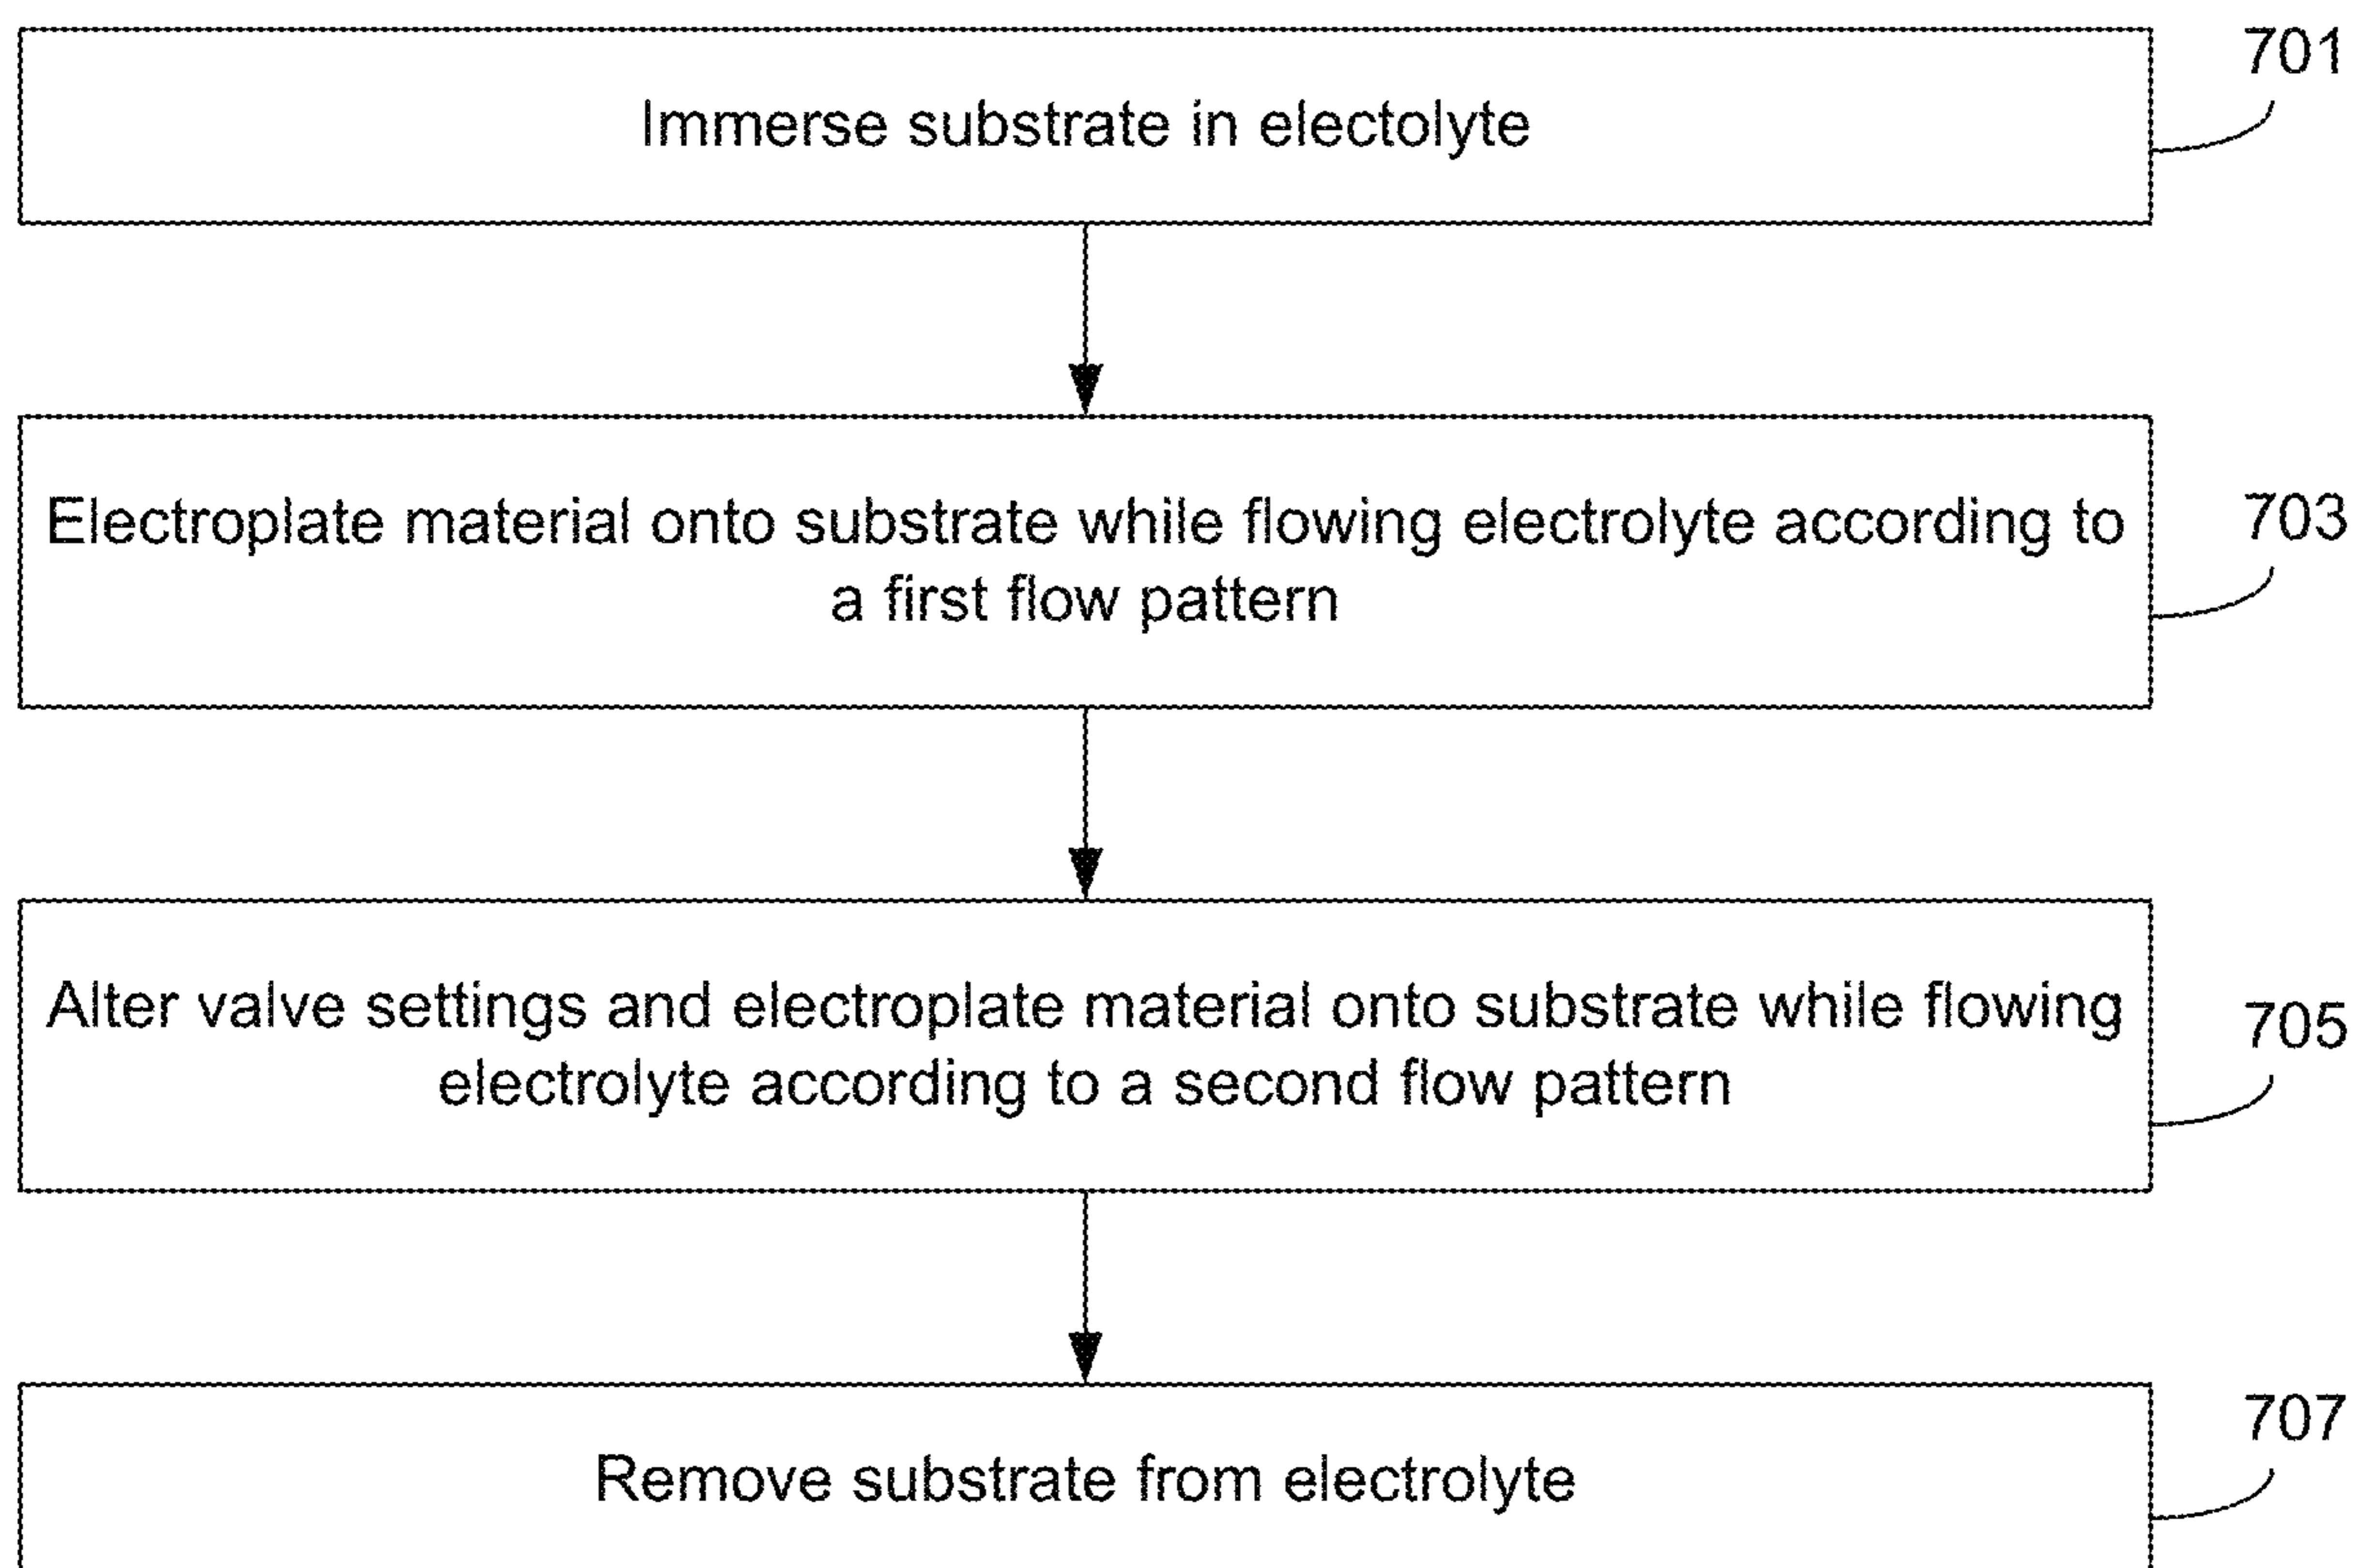 701
Immerse substrate in electolyte
Electroplate material onto substrate while flowing electrolyte according to
a first flow pattern
703
Alter valve settings and electroplate material onto substrate while flowing
electrolyte according to a second flow pattern
705
707
Remove substrate from electrolyte